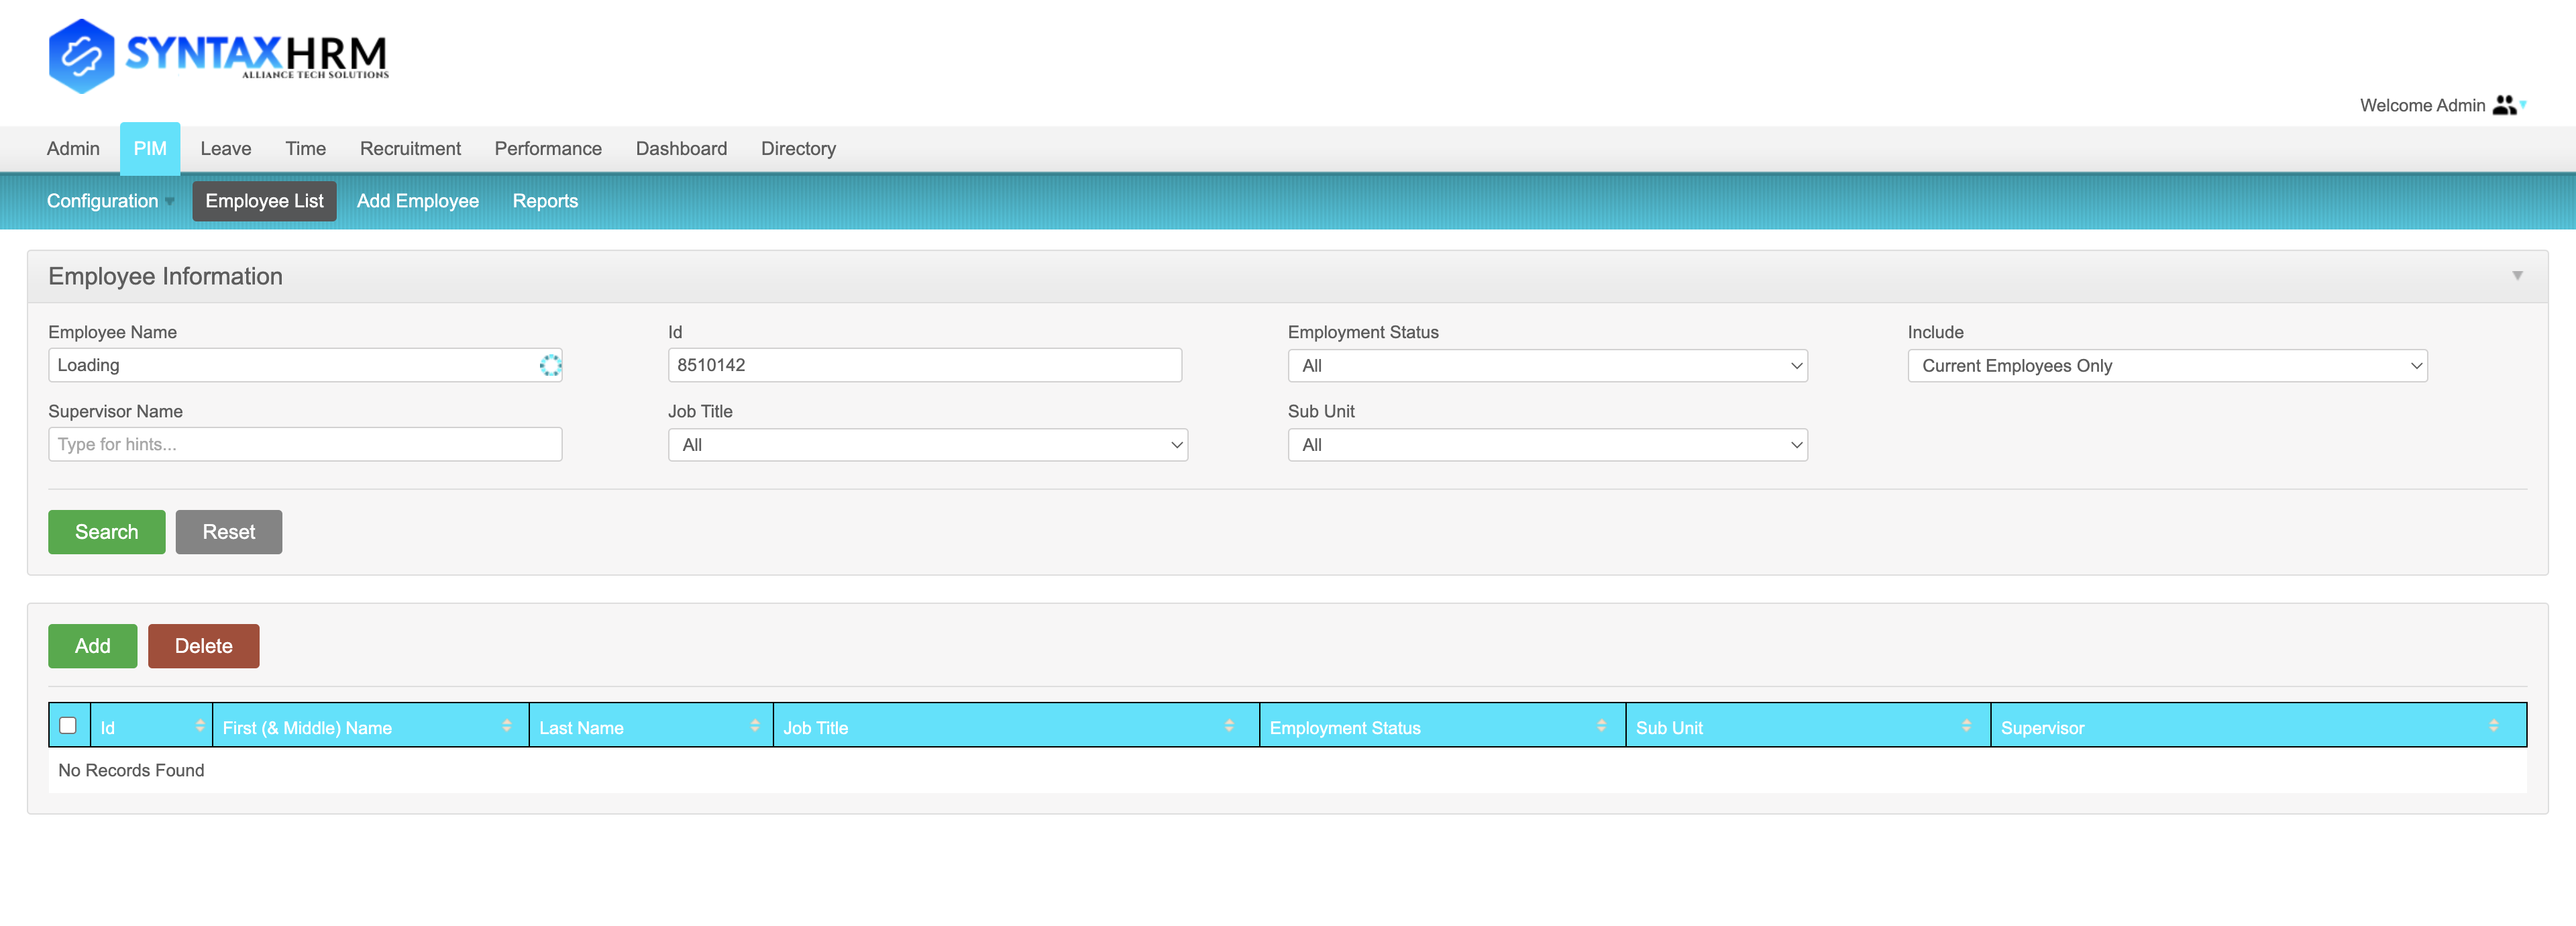 SYNTAXHRM
ALLIANCE TECH SOLUTIONS
Welcome Admin
Admin PIM Leave Time Recruitment Performance Dashboard Directory
Configuration Employee List Add Employee Reports
Employee Information
Employee Name Id Employment Status Include
Loading 8510142 All Current Employees Only
Supervisor Name Job Title Sub Unit
Type for hints... All All
Search Reset
Add Delete
Id First (& Middle) Name Last Name Job Title Employment Status Sub Unit Supervisor
No Records Found